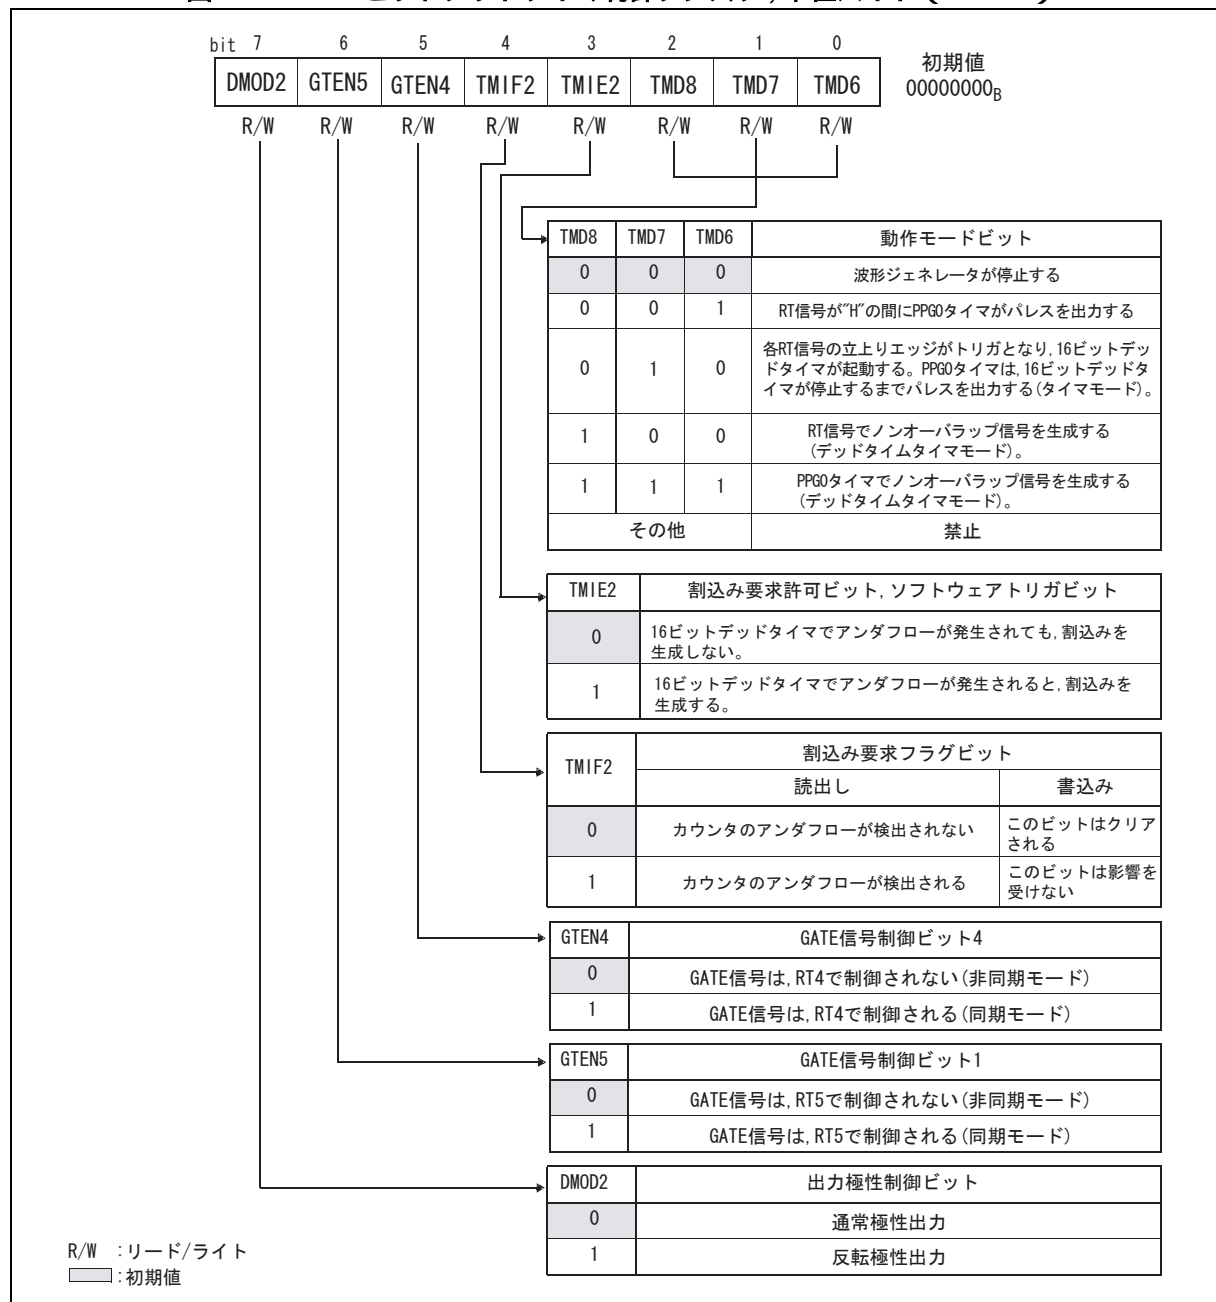 bit 7 6 5 4 3 2 1 0
DMOD2 GTEN5 GTEN4 TMIF2 TMIE2 TMD8 TMD7 TMD6
初期値
00000000B
R/W R/W R/W R/W R/W R/W R/W R/W
TMD8 TMD7 TMD6 動作モードビット
0 0 0 波形ジェネレータが停止する
0 0 1 RT信号が"H"の間にPPG0タイマがパレスを出力する
0 1 0 各RT信号の立上りエッジがトリガとなり,16ビットデッ
ドタイマが起動する。PPG0タイマは,16ビットデッドタ
イマが停止するまでパレスを出力する(タイマモード)。
1 0 0 RT信号でノンオーバラップ信号を生成する
(デッドタイムタイマモード)。
1 1 1 PPG0タイマでノンオーバラップ信号を生成する
(デッドタイムタイマモード)。
その他 禁止
TMIE2 割込み要求許可ビット,ソフトウェアトリガビット
0 16ビットデッドタイマでアンダフローが発生されても,割込みを
生成しない。
1 16ビットデッドタイマでアンダフローが発生されると,割込みを
生成する。
TMIF2 割込み要求フラグビット
読出し 書込み
0 カウンタのアンダフローが検出されない このビットはクリア
される
1 カウンタのアンダフローが検出される このビットは影響を
受けない
GTEN4 GATE信号制御ビット4
0 GATE信号は,RT4で制御されない(非同期モード)
1 GATE信号は,RT4で制御される(同期モード)
GTEN5 GATE信号制御ビット1
0 GATE信号は,RT5で制御されない(非同期モード)
1 GATE信号は,RT5で制御される(同期モード)
DMOD2 出力極性制御ビット
0 通常極性出力
1 反転極性出力
R/W :リード/ライト
:初期値